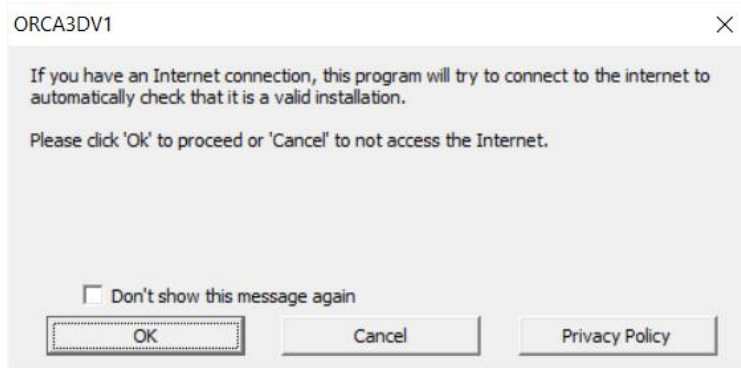 ORCA3DV1
If you have an Internet connection, this program will try to connect to the internet to
automatically check that it is a valid installation.
Please click 'Ok' to proceed or 'Cancel' to not access the Internet.
Don't show this message again
OK
Cancel
Privacy Policy